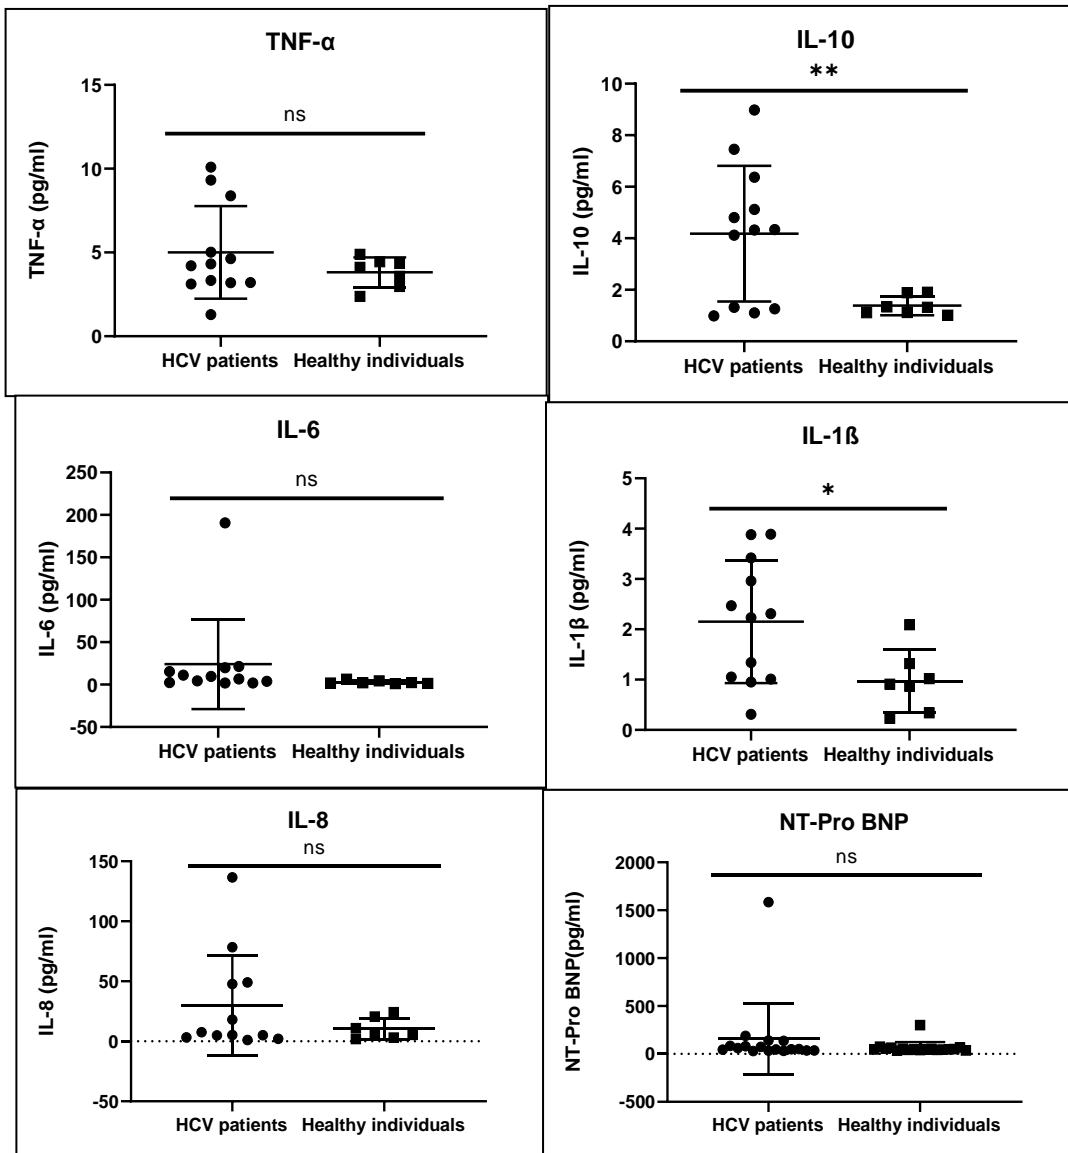 TNF-α
ns
TNF-α (pg/ml)
15
10
5
0
HCV patients Healthy individuals
IL-10
**
IL-10 (pg/ml)
10
8
6
4
2
0
HCV patients Healthy individuals
IL-6
ns
IL-6 (pg/ml)
250
200
150
100
50
0
-50
HCV patients Healthy individuals
IL-1ß
*
IL-1β (pg/ml)
5
4
3
2
1
0
HCV patients Healthy individuals
IL-8
ns
IL-8 (pg/ml)
150
100
50
0
-50
HCV patients Healthy individuals
NT-Pro BNP
ns
NT-Pro BNP(pg/ml)
2000
1500
1000
500
0
-500
HCV patients Healthy individuals